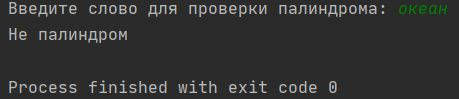 Введите слово для проверки палиндрома: океан
Не палиндром
Process finished with exit code 0